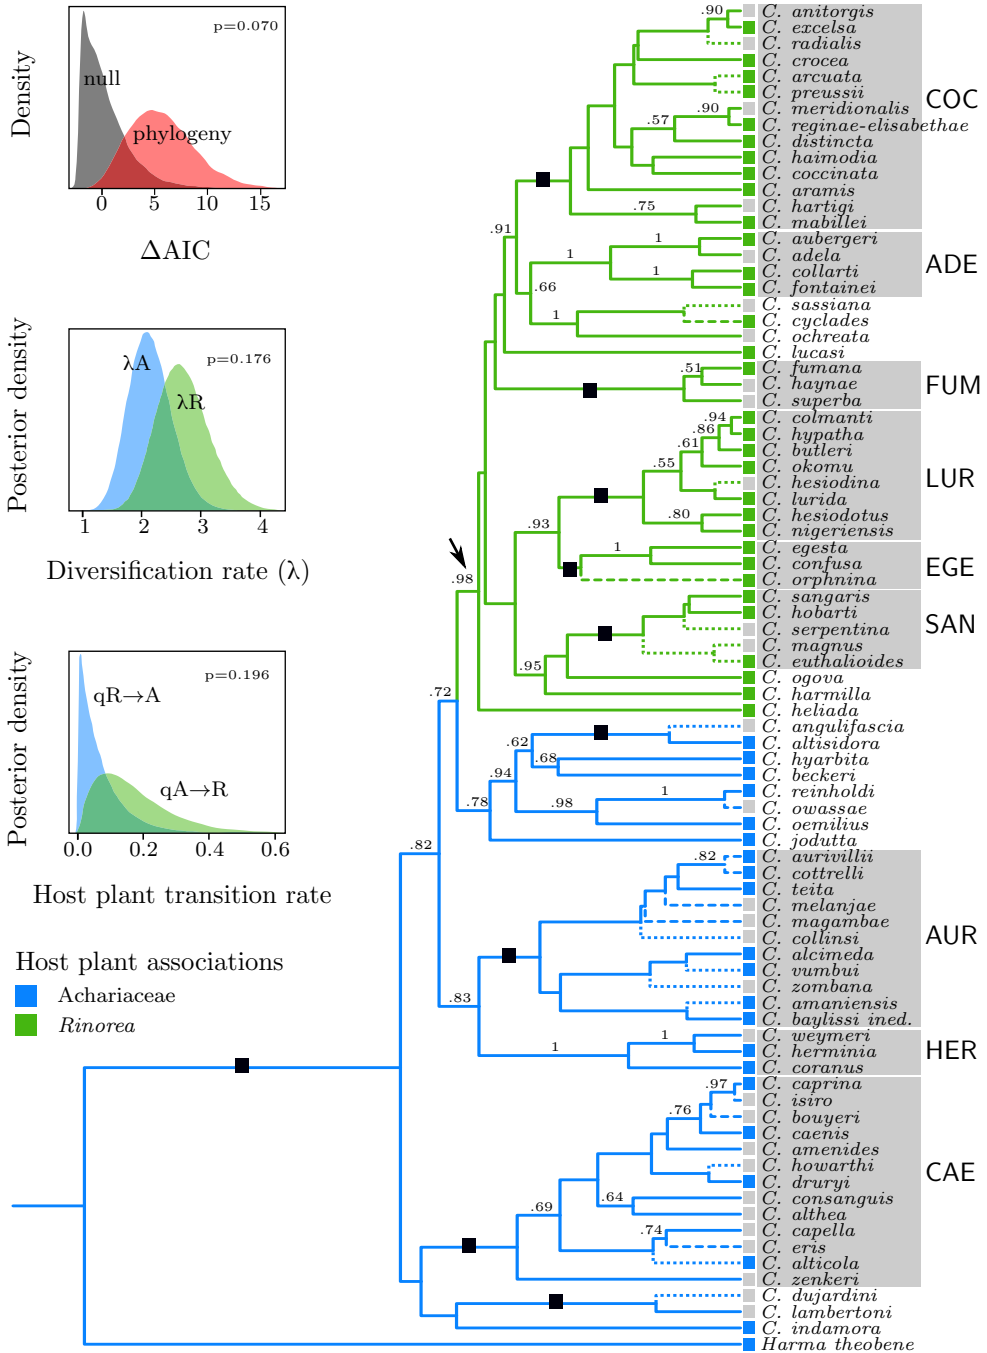 p=0.070
null
phylogeny
Density
0
5
10
15
ΔAIC
λA
λR
p=0.176
Posterior density
1
2
3
4
Diversification rate (λ)
p=0.196
qR→A
qA→R
Posterior density
0.0
0.2
0.4
0.6
Host plant transition rate
Host plant associations
Achariaceae
Rinorea
.90
.90
.57
.75
.91
1
1
1
.66
1
.51
.94
.86
.61
.55
.80
.93
1
.98
.95
.72
.62
.68
.94
1
.98
.78
.82
.82
.83
1
1
.97
.76
.64
.69
.74
C. anitorgis
C. excelsa
C. radialis
C. crocea
C. arcuata
C. preussii
C. meridionalis
C. reginae-elisabethae
C. distincta
C. haimodia
C. coccinata
C. aramis
C. hartigi
C. mabillei
COC
C. aubergeri
C. adela
C. collarti
C. fontainei
ADE
C. sassiana
C. cyclades
C. ochreata
C. lucasi
C. fumana
C. haynae
C. superba
FUM
C. colmanti
C. hypatha
C. butleri
C. okomu
C. hesiodina
C. lurida
C. hesiodotus
C. nigeriensis
LUR
C. egesta
C. confusa
C. orphnina
EGE
C. sangaris
C. hobarti
C. serpentina
C. magnus
C. euthalioides
SAN
C. ogova
C. harmilla
C. heliada
C. angulifascia
C. altisidora
C. hyarbita
C. beckeri
C. reinholdi
C. owassae
C. oemilius
C. jodutta
C. aurivillii
C. cottrelli
C. teita
C. melanjae
C. magambae
C. collinsi
C. alcimeda
C. vumbui
C. zombana
C. amaniensis
C. baylissi ined.
AUR
C. weymeri
C. herminia
C. coranus
HER
C. caprina
C. isiro
C. bouyeri
C. caenis
C. amenides
C. howarthi
C. druryi
C. consanguis
C. althea
C. capella
C. eris
C. alticola
C. zenkeri
CAE
C. dujardini
C. lambertoni
C. indamora
Harma theobene